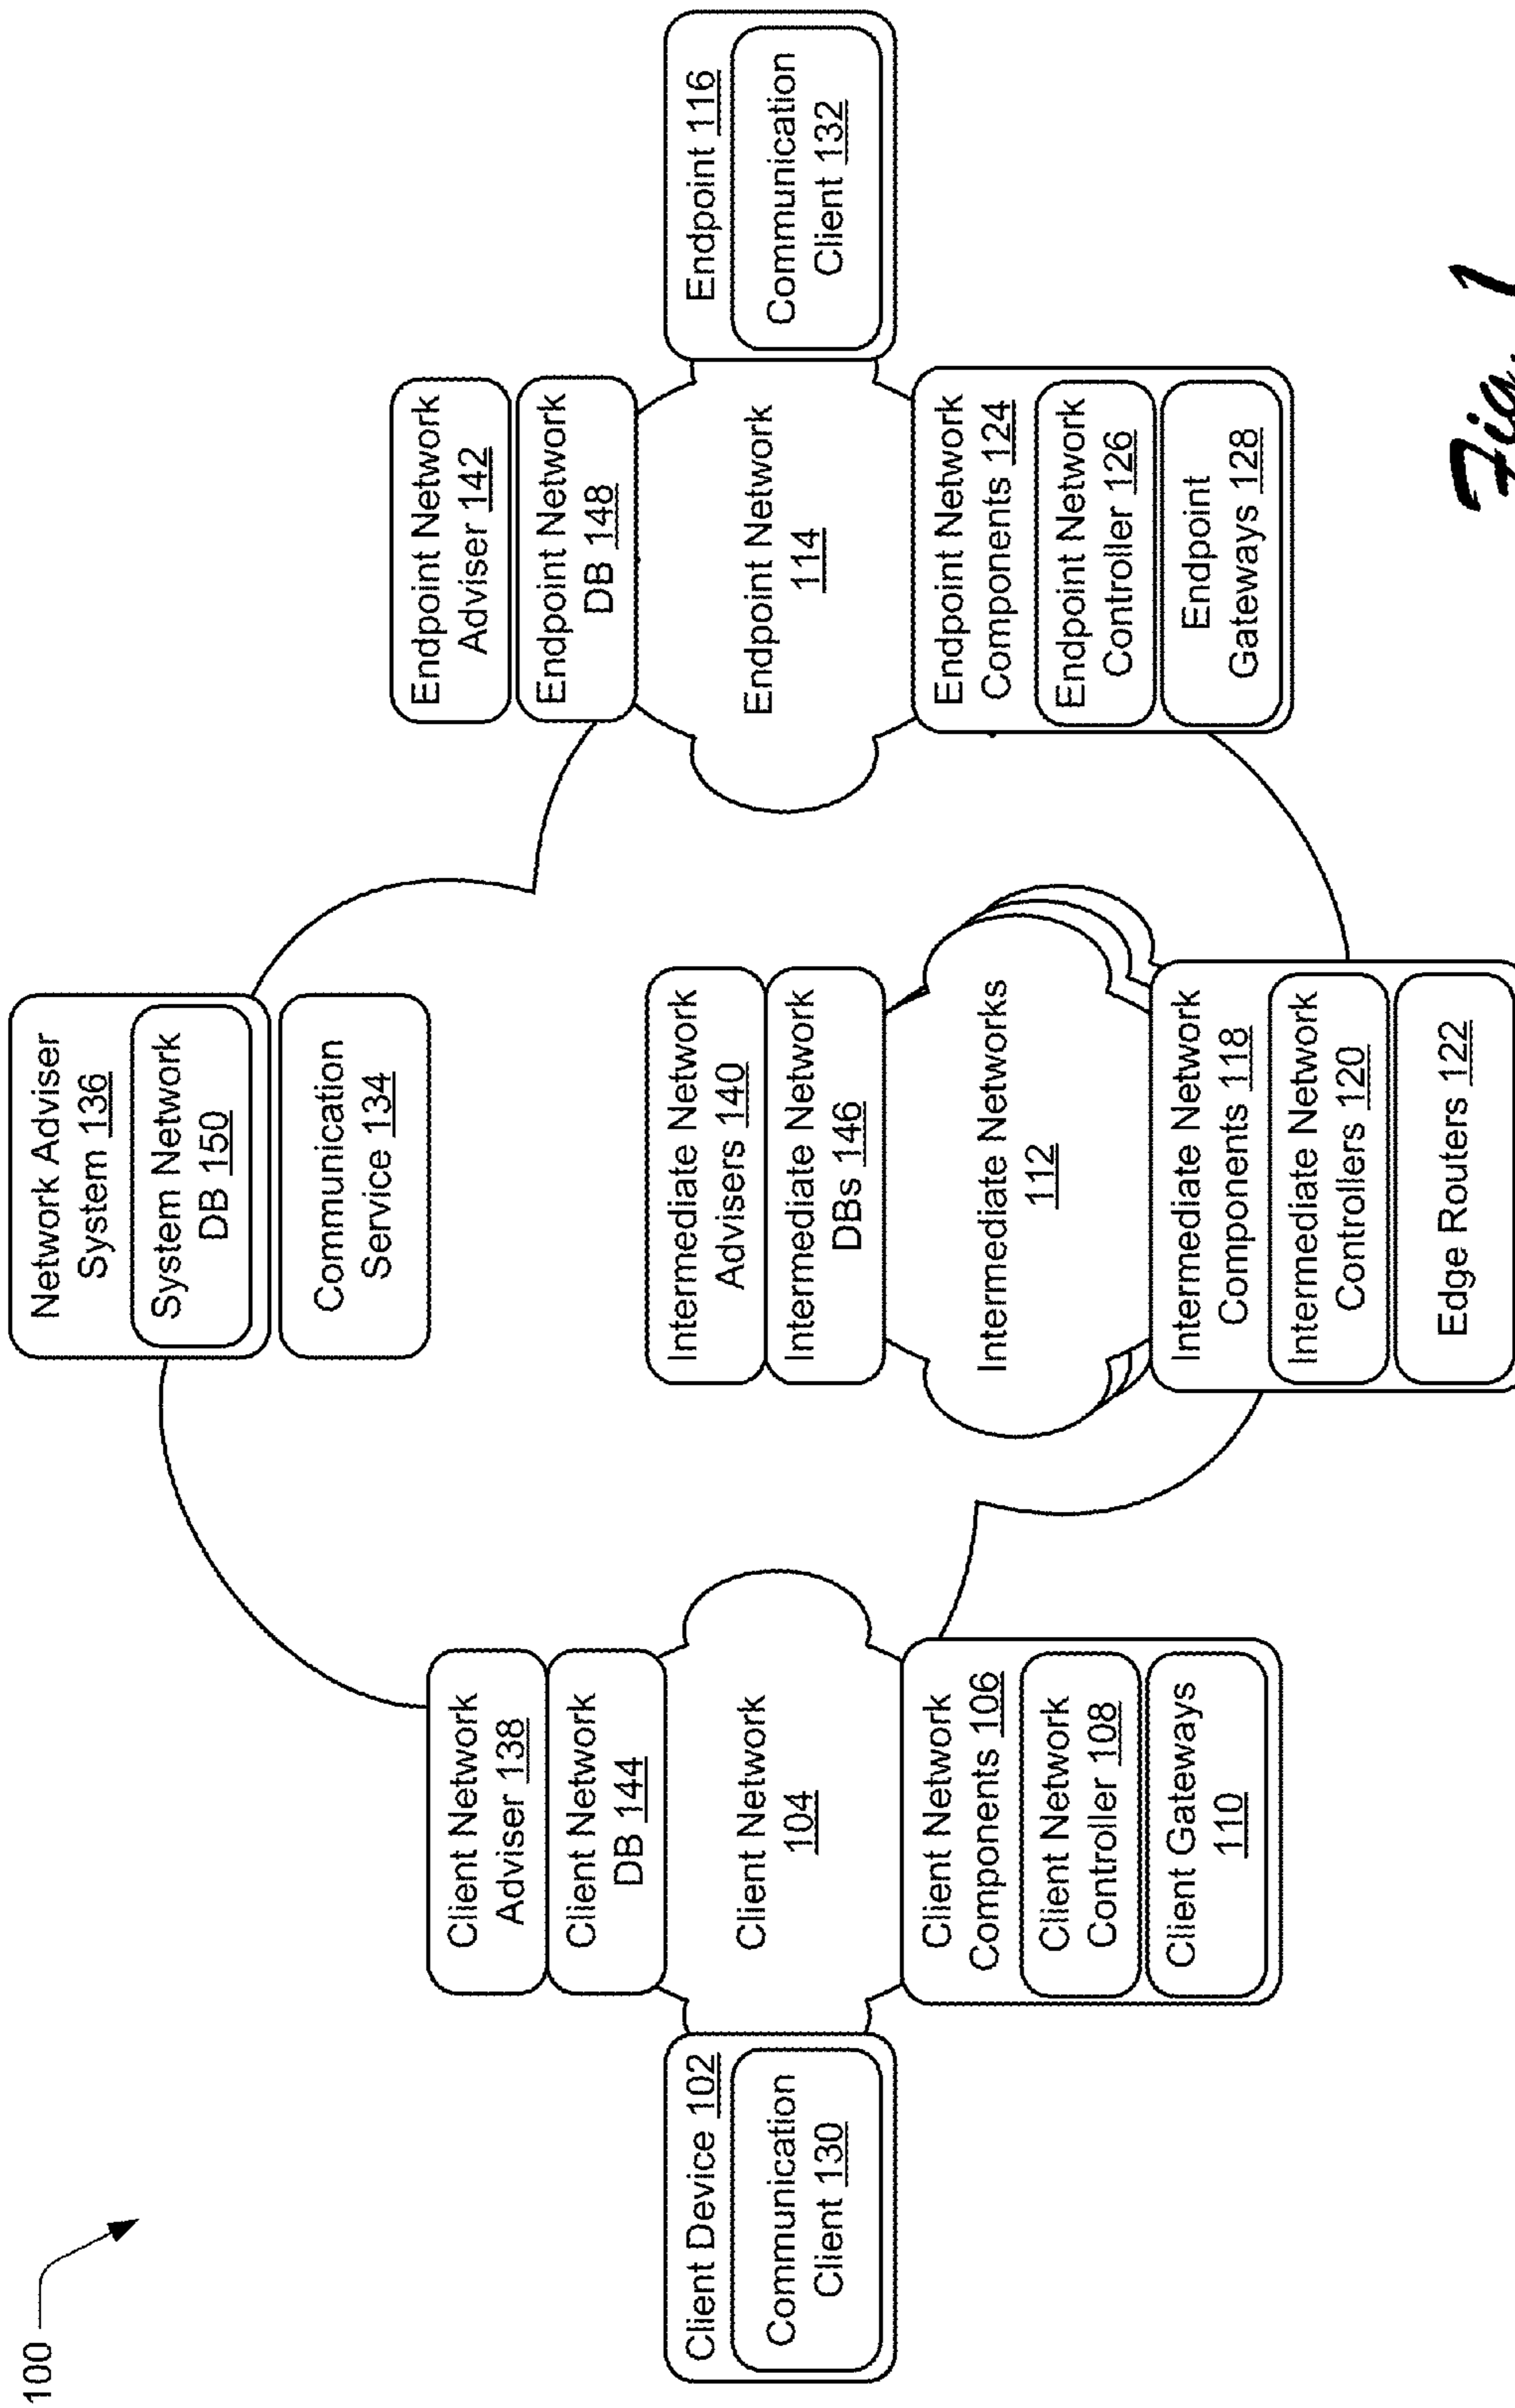 100
Network Adviser
System 136
System Network
DB 150
Communication
Service 134
Client Network
Adviser 138
Client Network
DB 144
Client Network
104
Client Network
Components 106
Client Network
Controller 108
Client Gateways
110
Client Device 102
Communication
Client 130
Intermediate Network
Advisers 140
Intermediate Network
DBs 146
Intermediate Networks
112
Intermediate Network
Components 118
Intermediate Network
Controllers 120
Edge Routers 122
Endpoint Network
Adviser 142
Endpoint Network
DB 148
Endpoint Network
114
Endpoint Network
Components 124
Endpoint Network
Controller 126
Endpoint
Gateways 128
Endpoint 116
Communication
Client 132
Fig. 1